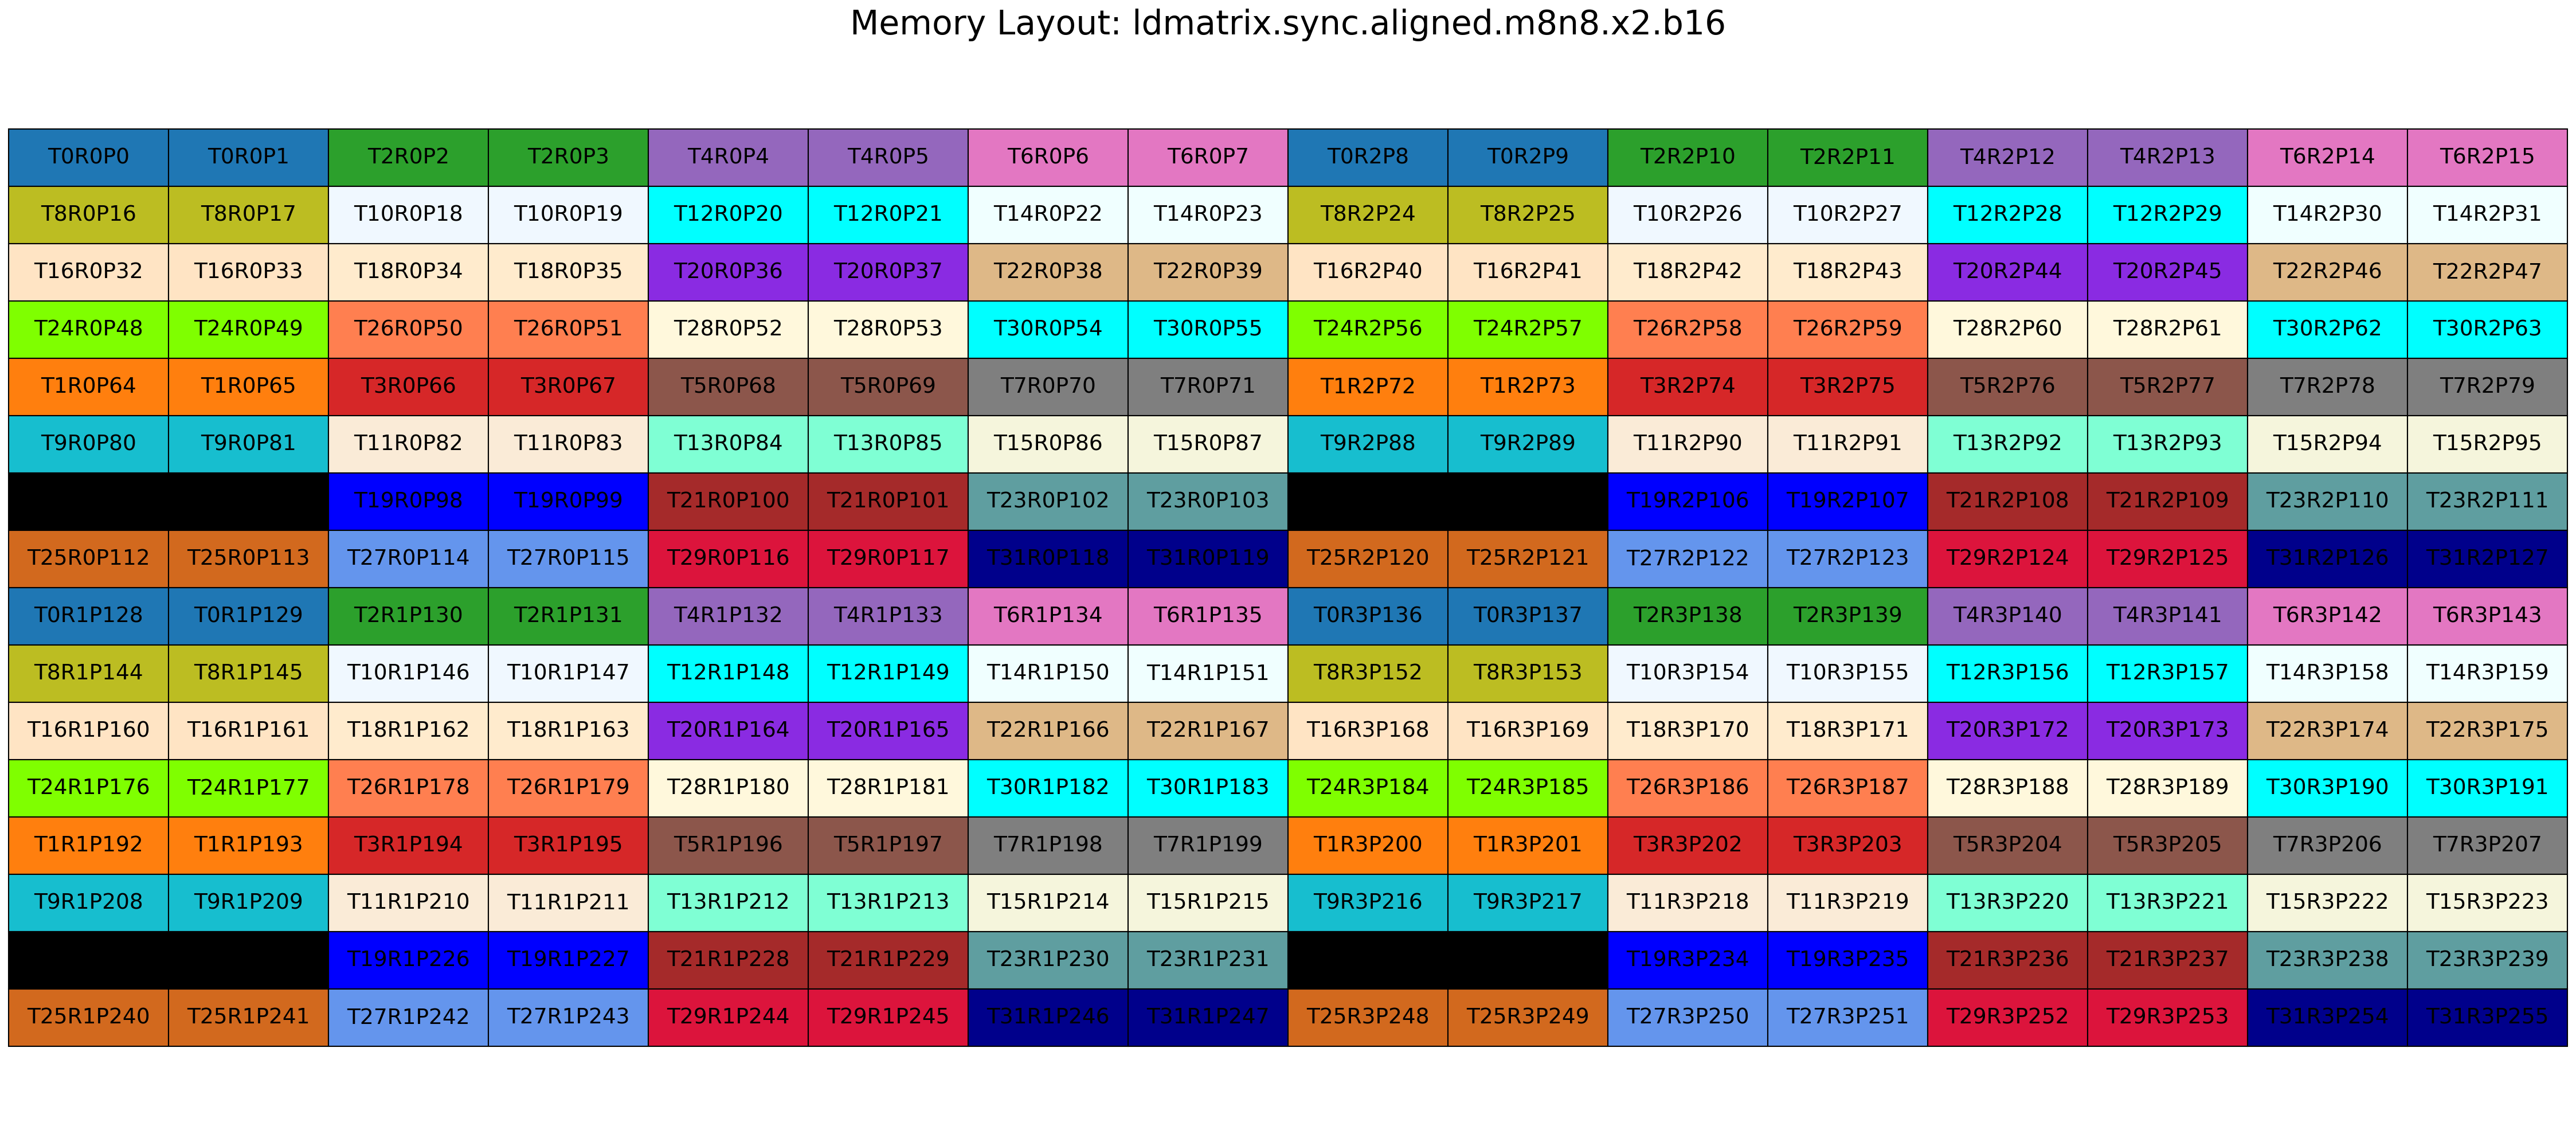 Memory Layout: ldmatrix.sync.aligned.m8n8.x2.b16
T0R0P0 T0R0P1 T2R0P2 T2R0P3 T4R0P4 T4R0P5 T6R0P6 T6R0P7 T0R2P8 T0R2P9 T2R2P10 T2R2P11 T4R2P12 T4R2P13 T6R2P14 T6R2P15
T8R0P16 T8R0P17 T10R0P18 T10R0P19 T12R0P20 T12R0P21 T14R0P22 T14R0P23 T8R2P24 T8R2P25 T10R2P26 T10R2P27 T12R2P28 T12R2P29 T14R2P30 T14R2P31
T16R0P32 T16R0P33 T18R0P34 T18R0P35 T20R0P36 T20R0P37 T22R0P38 T22R0P39 T16R2P40 T16R2P41 T18R2P42 T18R2P43 T20R2P44 T20R2P45 T22R2P46 T22R2P47
T24R0P48 T24R0P49 T26R0P50 T26R0P51 T28R0P52 T28R0P53 T30R0P54 T30R0P55 T24R2P56 T24R2P57 T26R2P58 T26R2P59 T28R2P60 T28R2P61 T30R2P62 T30R2P63
T1R0P64 T1R0P65 T3R0P66 T3R0P67 T5R0P68 T5R0P69 T7R0P70 T7R0P71 T1R2P72 T1R2P73 T3R2P74 T3R2P75 T5R2P76 T5R2P77 T7R2P78 T7R2P79
T9R0P80 T9R0P81 T11R0P82 T11R0P83 T13R0P84 T13R0P85 T15R0P86 T15R0P87 T9R2P88 T9R2P89 T11R2P90 T11R2P91 T13R2P92 T13R2P93 T15R2P94 T15R2P95
T19R0P98 T19R0P99 T21R0P100 T21R0P101 T23R0P102 T23R0P103 T19R2P106 T19R2P107 T21R2P108 T21R2P109 T23R2P110 T23R2P111
T25R0P112 T25R0P113 T27R0P114 T27R0P115 T29R0P116 T29R0P117 T31R0P118 T31R0P119 T25R2P120 T25R2P121 T27R2P122 T27R2P123 T29R2P124 T29R2P125 T31R2P126 T31R2P127
T0R1P128 T0R1P129 T2R1P130 T2R1P131 T4R1P132 T4R1P133 T6R1P134 T6R1P135 T0R3P136 T0R3P137 T2R3P138 T2R3P139 T4R3P140 T4R3P141 T6R3P142 T6R3P143
T8R1P144 T8R1P145 T10R1P146 T10R1P147 T12R1P148 T12R1P149 T14R1P150 T14R1P151 T8R3P152 T8R3P153 T10R3P154 T10R3P155 T12R3P156 T12R3P157 T14R3P158 T14R3P159
T16R1P160 T16R1P161 T18R1P162 T18R1P163 T20R1P164 T20R1P165 T22R1P166 T22R1P167 T16R3P168 T16R3P169 T18R3P170 T18R3P171 T20R3P172 T20R3P173 T22R3P174 T22R3P175
T24R1P176 T24R1P177 T26R1P178 T26R1P179 T28R1P180 T28R1P181 T30R1P182 T30R1P183 T24R3P184 T24R3P185 T26R3P186 T26R3P187 T28R3P188 T28R3P189 T30R3P190 T30R3P191
T1R1P192 T1R1P193 T3R1P194 T3R1P195 T5R1P196 T5R1P197 T7R1P198 T7R1P199 T1R3P200 T1R3P201 T3R3P202 T3R3P203 T5R3P204 T5R3P205 T7R3P206 T7R3P207
T9R1P208 T9R1P209 T11R1P210 T11R1P211 T13R1P212 T13R1P213 T15R1P214 T15R1P215 T9R3P216 T9R3P217 T11R3P218 T11R3P219 T13R3P220 T13R3P221 T15R3P222 T15R3P223
T19R1P226 T19R1P227 T21R1P228 T21R1P229 T23R1P230 T23R1P231 T19R3P234 T19R3P235 T21R3P236 T21R3P237 T23R3P238 T23R3P239
T25R1P240 T25R1P241 T27R1P242 T27R1P243 T29R1P244 T29R1P245 T31R1P246 T31R1P247 T25R3P248 T25R3P249 T27R3P250 T27R3P251 T29R3P252 T29R3P253 T31R3P254 T31R3P255